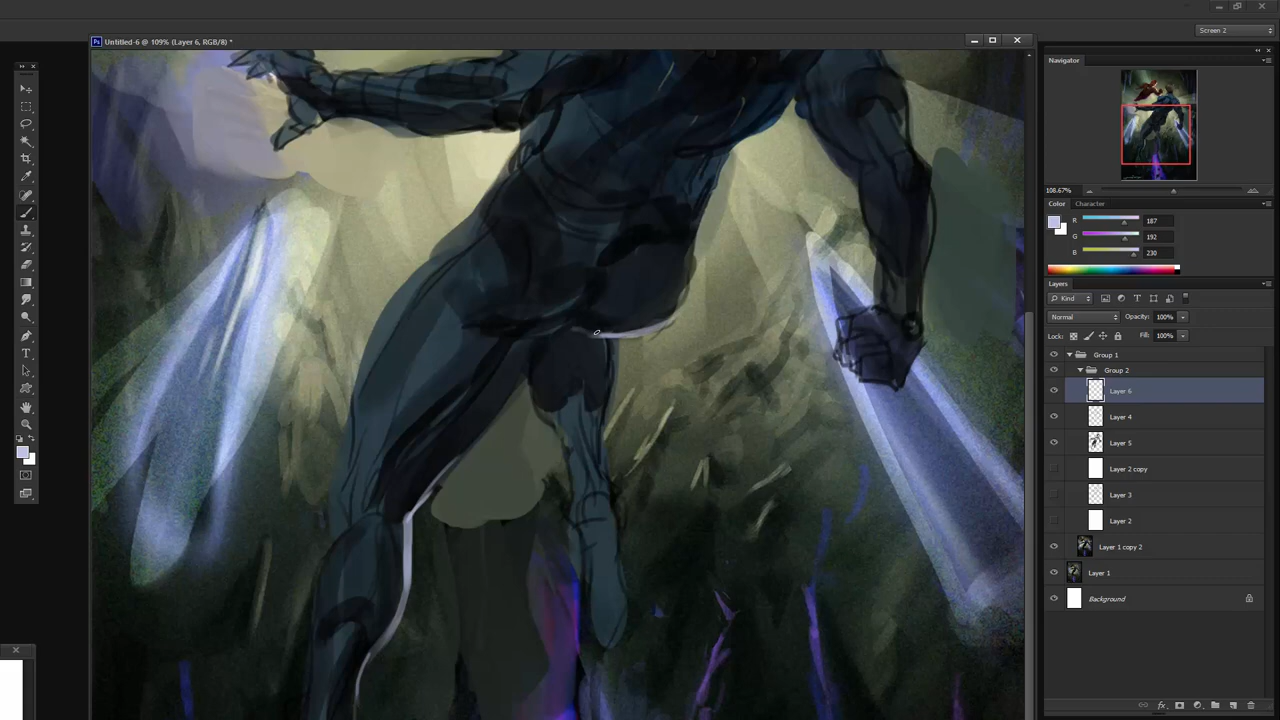 Screen 2
Untitled-6 @ 109% (Layer 6, RGB/8) *
Navigator
108.67%
Color Character
R 187
G 192
B 230
Layers
Kind
Normal Opacity: 100%
Lock: Fill: 100%
Group 1
Group 2
Layer 6
Layer 4
Layer 5
Layer 2 copy
Layer 3
Layer 2
Layer 1 copy 2
Layer 1
Background